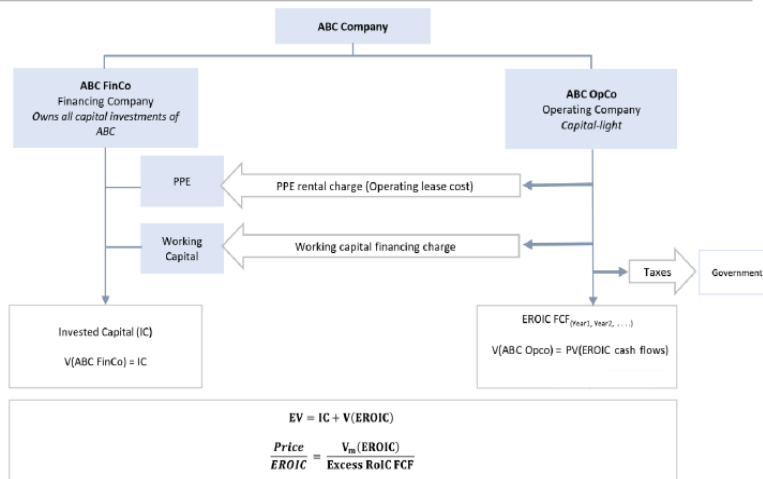 ABC Company
ABC FinCo
Financing Company
Owns all capital investments of
ABC
ABC OpCo
Operating Company
Capital-light
PPE
PPE rental charge (Operating lease cost)
Working
Capital
Working capital financing charge
Taxes
Government
Invested Capital (IC)
V(ABC FinCo) = IC
EROIC FCF(Year1, Year2, ....)
V(ABC Opco) = PV(EROIC cash flows)
EV = IC + V(EROIC)
Price/EROIC = Vm(EROIC)/Excess RoIC FCF